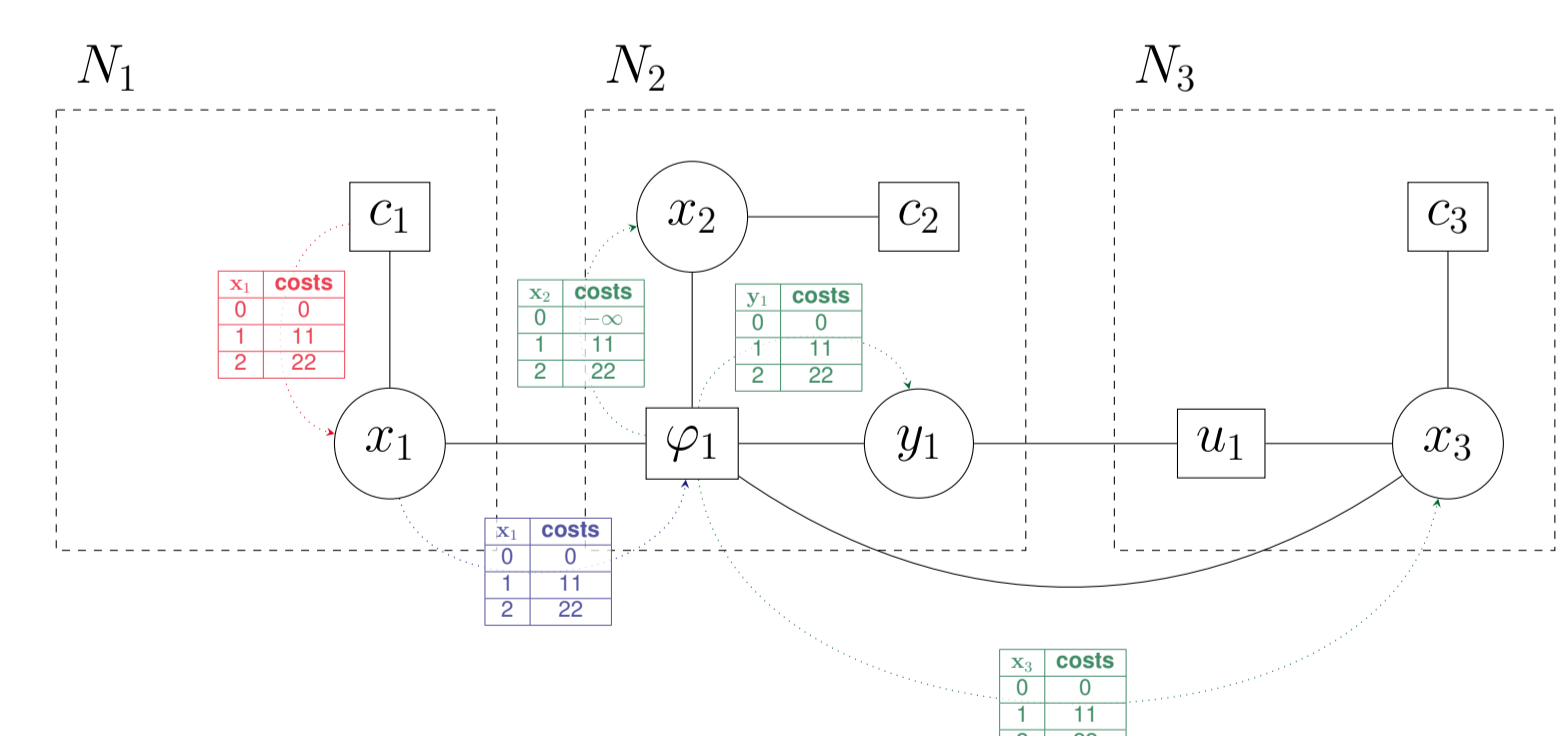 N₁ N₂ N₃
c₁ x₂ c₂ c₃
x₁ costs
0 0
1 11
2 22
x₂ costs
0 −∞
1 11
2 22
y₁ costs
0 0
1 11
2 22
x₁ φ₁ y₁ u₁ x₃
x₁ costs
0 0
1 11
2 22
x₃ costs
0 0
1 11